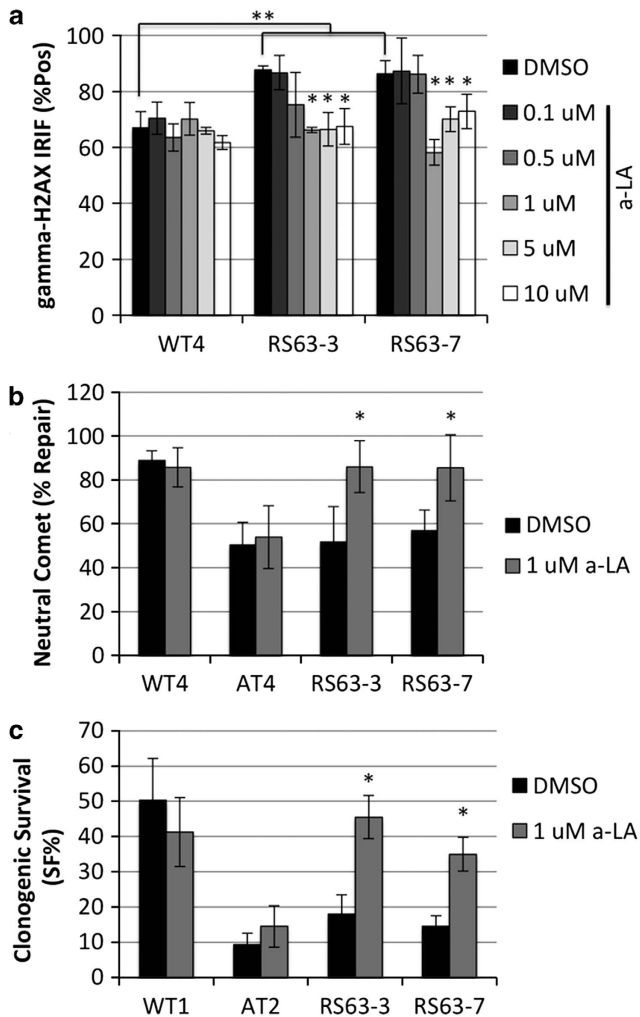 a
**
gamma-H2AX IRIF (%Pos)
100
80
60
40
20
0
* * *
* * *
WT4 RS63-3 RS63-7
DMSO
0.1 uM
0.5 uM
1 uM
5 uM
10 uM
a-LA
b
Neutral Comet (% Repair)
120
100
80
60
40
20
0
*
*
WT4 AT4 RS63-3 RS63-7
DMSO
1 uM a-LA
c
Clonogenic Survival
(SF%)
70
60
50
40
30
20
10
0
*
*
WT1 AT2 RS63-3 RS63-7
DMSO
1 uM a-LA